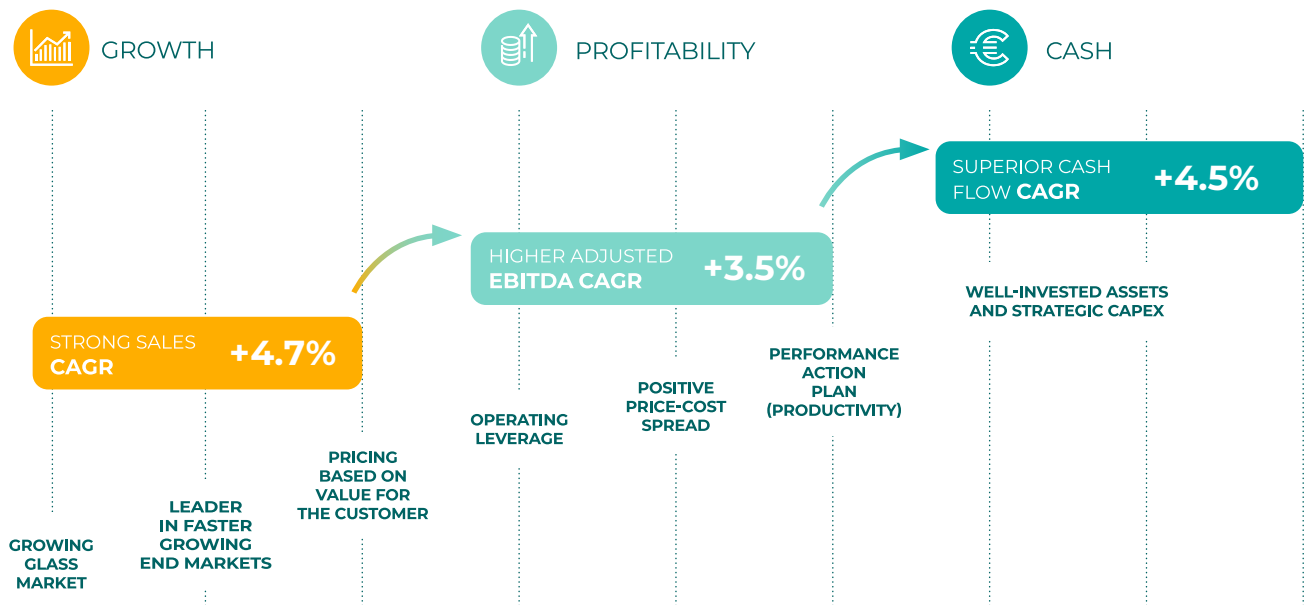 GROWTH
PROFITABILITY
CASH
SUPERIOR CASH
FLOW CAGR
+4.5%
HIGHER ADJUSTED
EBITDA CAGR
+3.5%
STRONG SALES
CAGR
+4.7%
WELL-INVESTED ASSETS
AND STRATEGIC CAPEX
PERFORMANCE
ACTION
PLAN
(PRODUCTIVITY)
POSITIVE
PRICE-COST
SPREAD
OPERATING
LEVERAGE
PRICING
BASED ON
VALUE FOR
THE CUSTOMER
LEADER
IN FASTER
GROWING
END MARKETS
GROWING
GLASS
MARKET